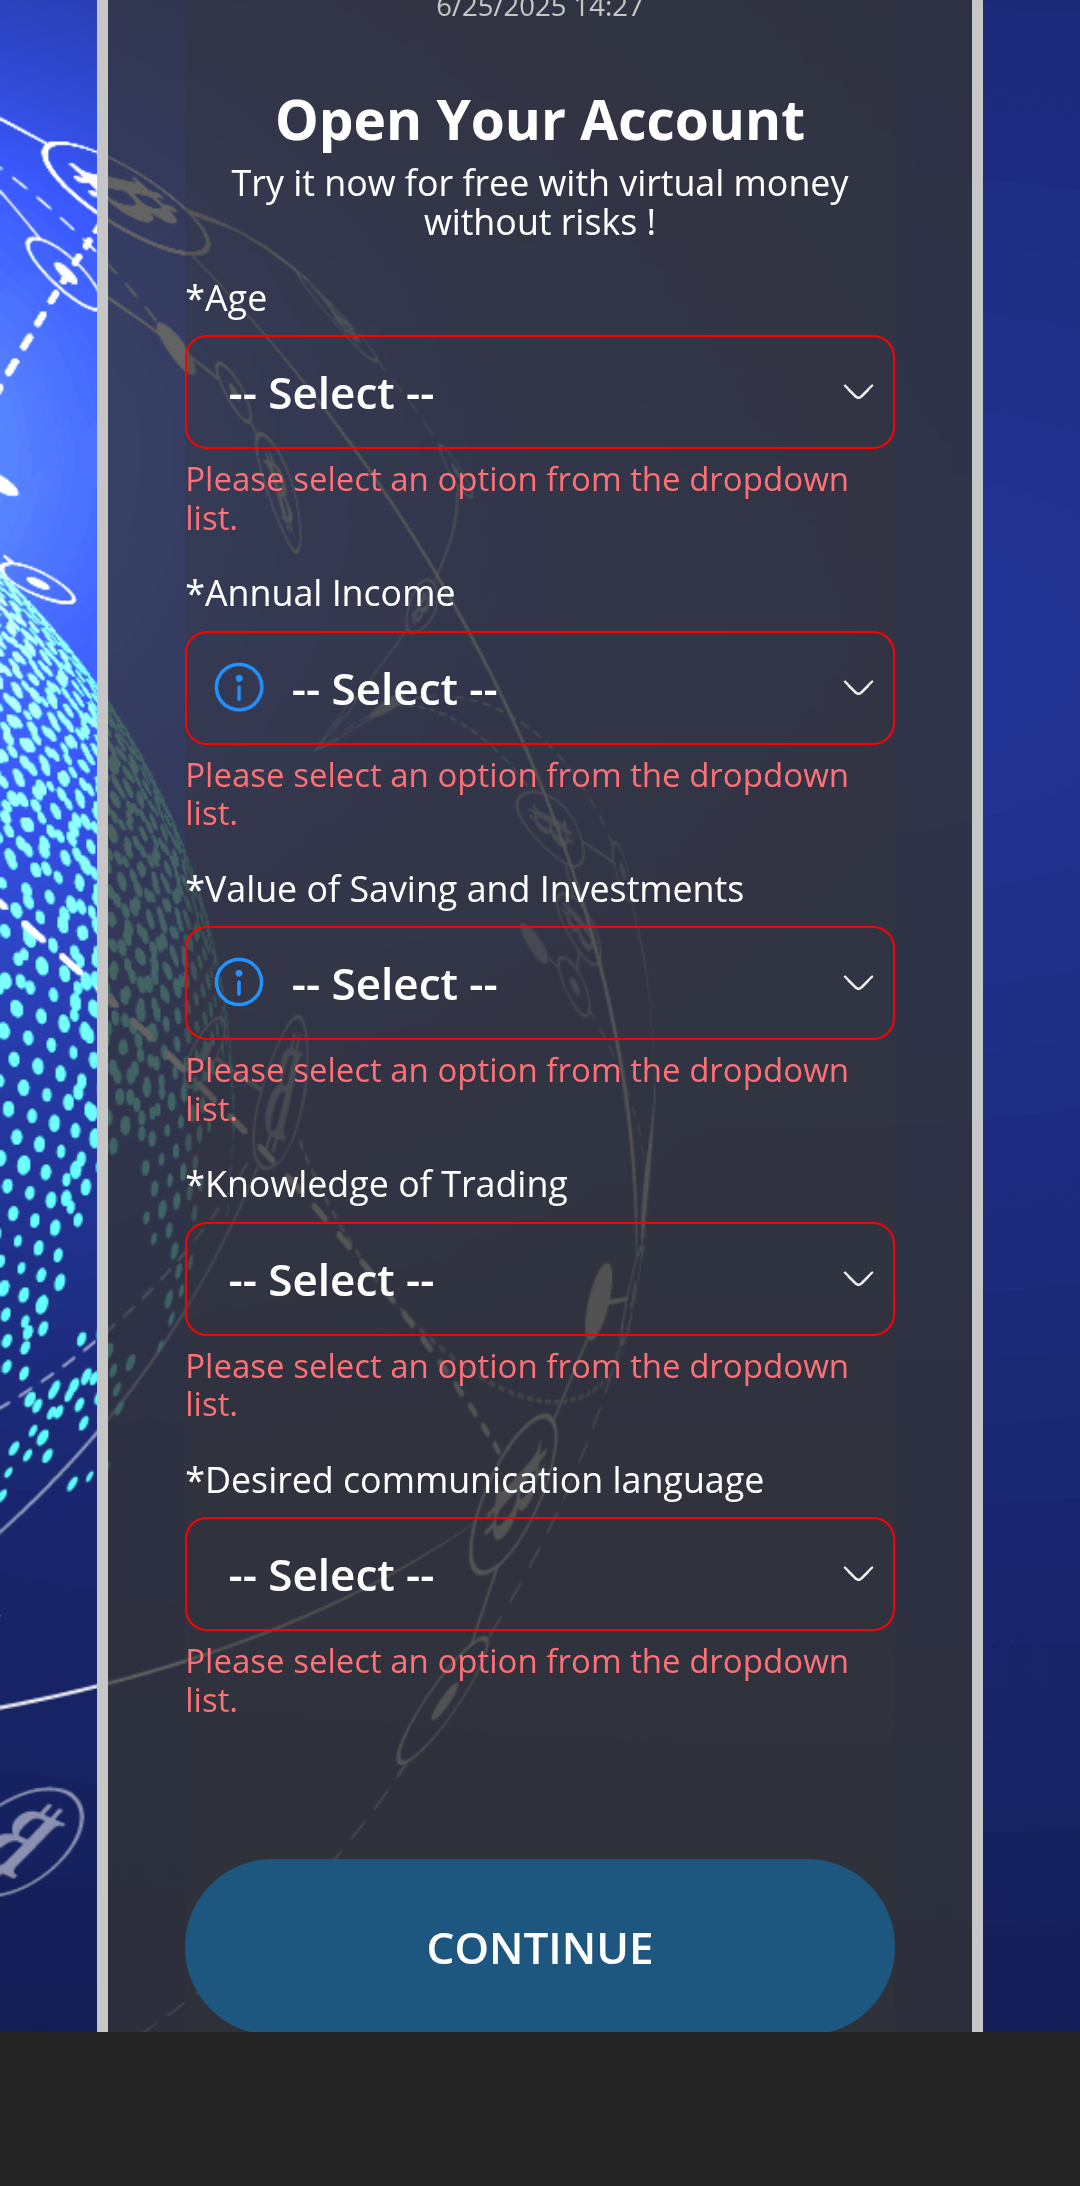 6/25/2025 14:27
Open Your Account
Try it now for free with virtual money
without risks !
*Age
-- Select --
Please select an option from the dropdown
list.
*Annual Income
-- Select --
Please select an option from the dropdown
list.
*Value of Saving and Investments
-- Select --
Please select an option from the dropdown
list.
*Knowledge of Trading
-- Select --
Please select an option from the dropdown
list.
*Desired communication language
-- Select --
Please select an option from the dropdown
list.
CONTINUE